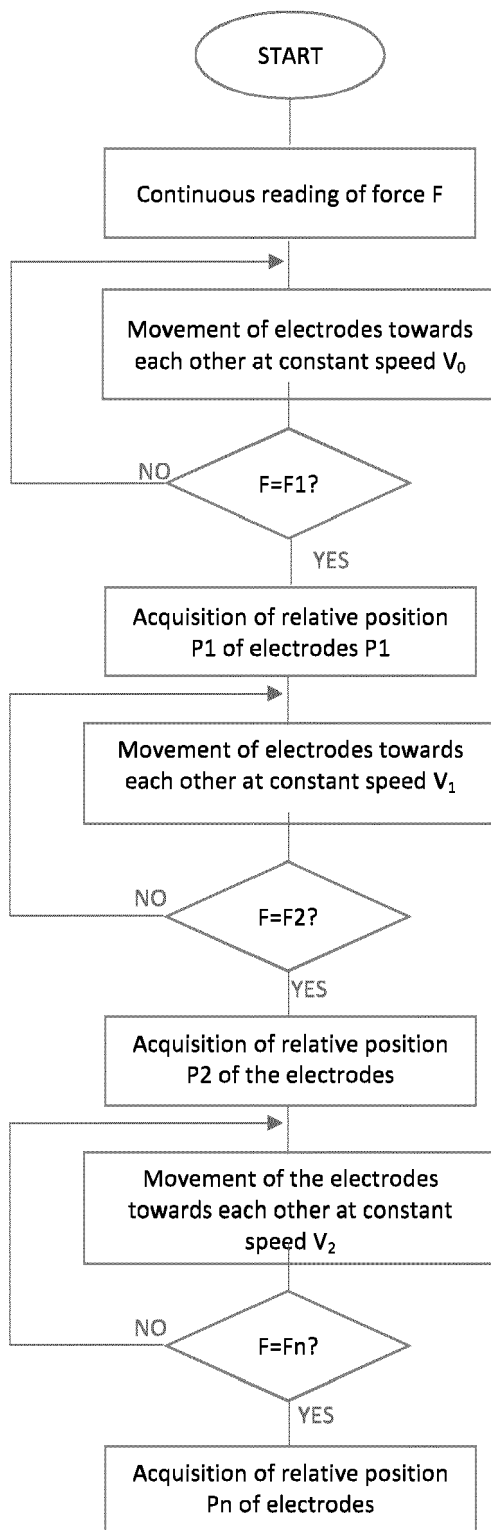 START
Continuous reading of force F
Movement of electrodes towards
each other at constant speed V₀
NO
F=F1?
YES
Acquisition of relative position
P1 of electrodes P1
Movement of electrodes towards
each other at constant speed V₁
NO
F=F2?
YES
Acquisition of relative position
P2 of the electrodes
Movement of the electrodes
towards each other at constant
speed V₂
NO
F=Fn?
YES
Acquisition of relative position
Pn of electrodes